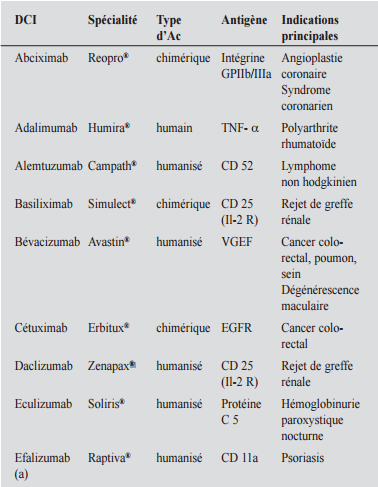 DCI Spécialité Type Antigène Indications
d'Ac principales
Abciximab Reopro® chimérique Intégrine Angioplastie
GPIIb/IIIa coronaire
Syndrome
coronarien
Adalimumab Humira® humain TNF- α Polyarthrite
rhumatoïde
Alemtuzumab Campath® humanisé CD 52 Lymphome
non hodgkinien
Basiliximab Simulect® chimérique CD 25 Rejet de greffe
(Il-2 R) rénale
Bévacizumab Avastin® humanisé VGEF Cancer colo-
rectal, poumon,
sein
Dégénérescence
maculaire
Cétuximab Erbitux® chimérique EGFR Cancer colo-
rectal
Daclizumab Zenapax® humanisé CD 25 Rejet de greffe
(Il-2 R) rénale
Eculizumab Soliris® humanisé Protéine Hémoglobinurie
C 5 paroxystique
nocturne
Efalizumab Raptiva® humanisé CD 11a Psoriasis
(a)